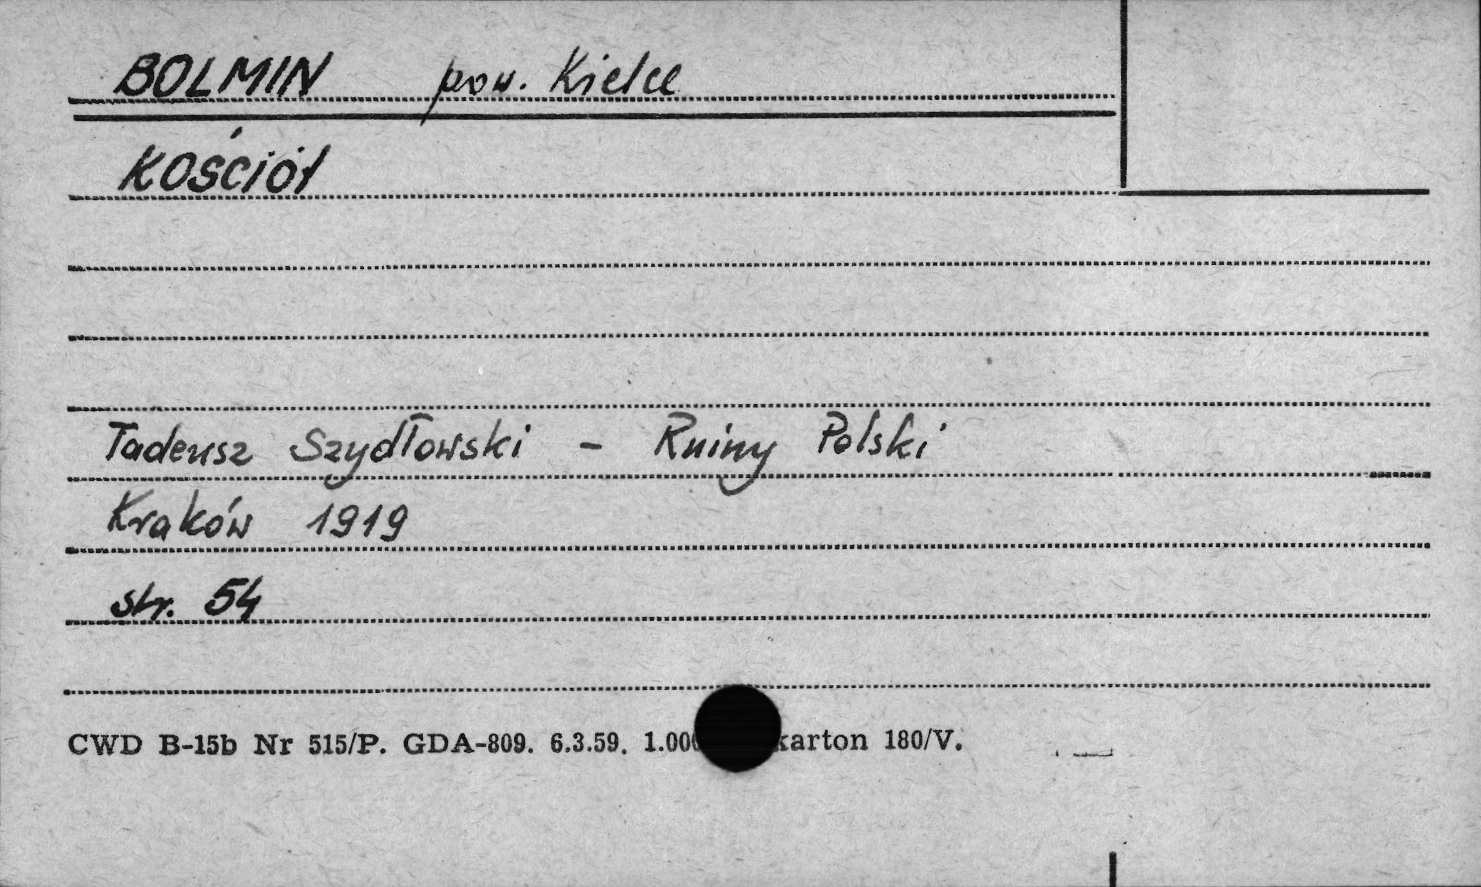 BOLMIN pow. Kielce
KOŚCIÓŁ
Tadeusz Szydłowski - Ruiny Polski
Kraków 1919
str. 54
CWD B-15b Nr 515/P. GDA-809. 6.3.59. 1.000 karton 180/V.